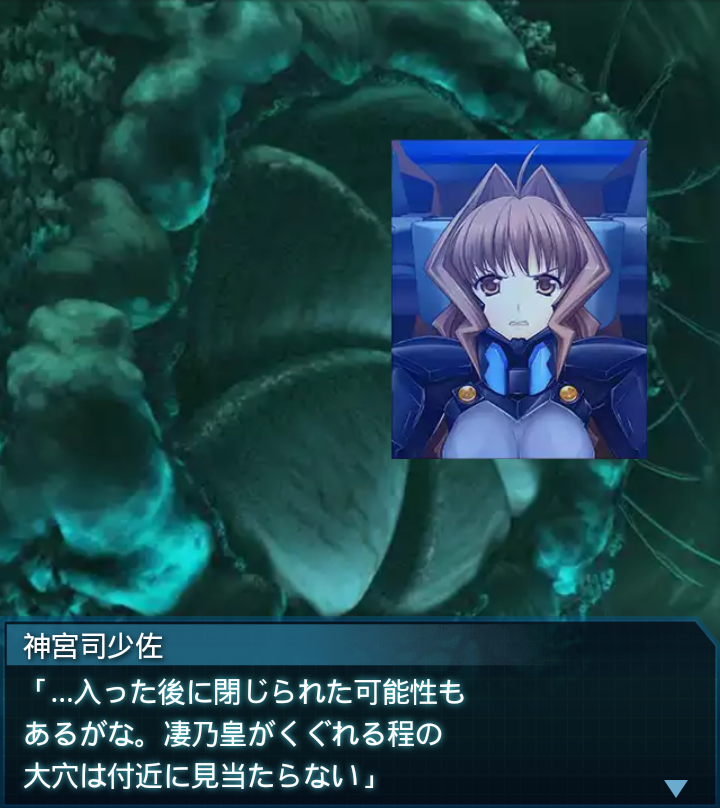 神宮司少佐
「…入った後に閉じられた可能性も
あるがな。凄乃皇がくぐれる程の
大穴は付近に見当たらない」